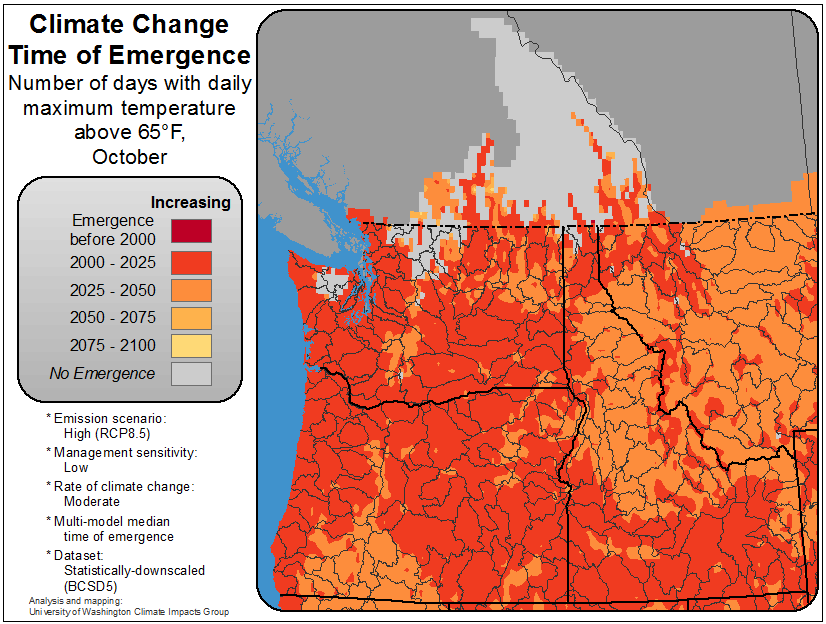 Climate Change
Time of Emergence
Number of days with daily
maximum temperature
above 65°F,
October
Increasing
Emergence
before 2000
2000 - 2025
2025 - 2050
2050 - 2075
2075 - 2100
No Emergence
* Emission scenario:
High (RCP8.5)
* Management sensitivity:
Low
* Rate of climate change:
Moderate
* Multi-model median
time of emergence
* Dataset:
Statistically-downscaled
(BCSD5)
Analysis and mapping:
University of Washington Climate Impacts Group